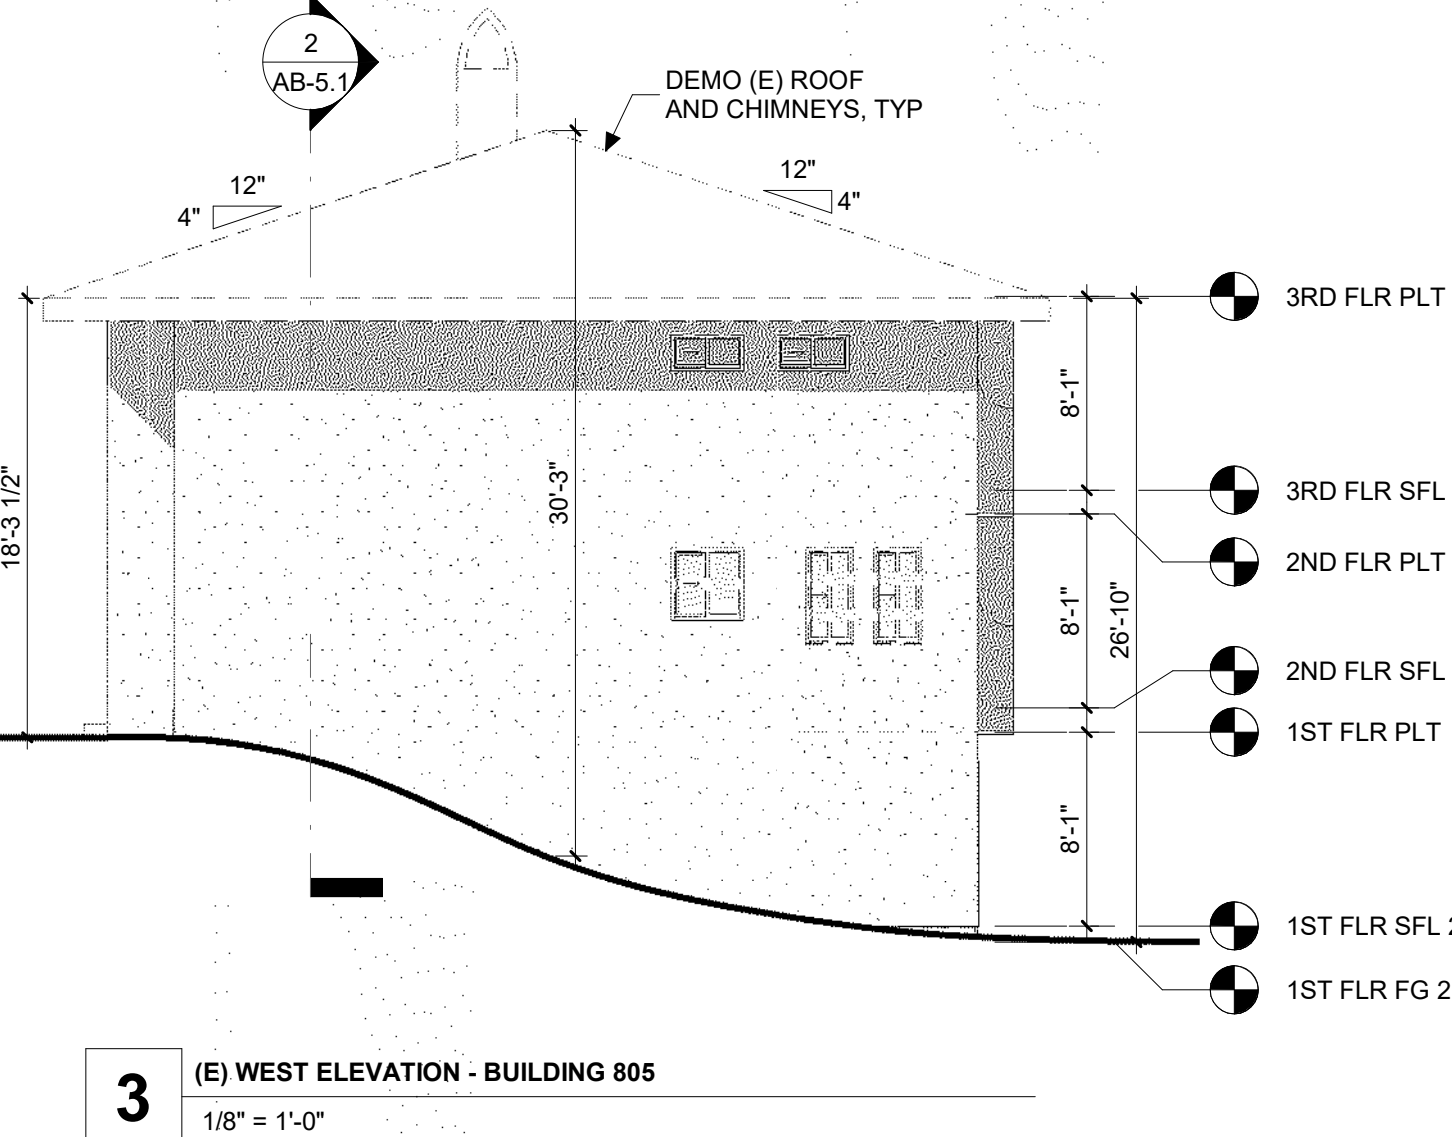 2
AB-5.1
DEMO (E) ROOF
AND CHIMNEYS, TYP
12"
4"
12"
4"
3RD FLR PLT
8'-1"
18'-3 1/2"
30'-3"
3RD FLR SFL
2ND FLR PLT
8'-1"
26'-10"
2ND FLR SFL
1ST FLR PLT
8'-1"
1ST FLR SFL
1ST FLR FG 2
3
(E) WEST ELEVATION - BUILDING 805
1/8" = 1'-0"